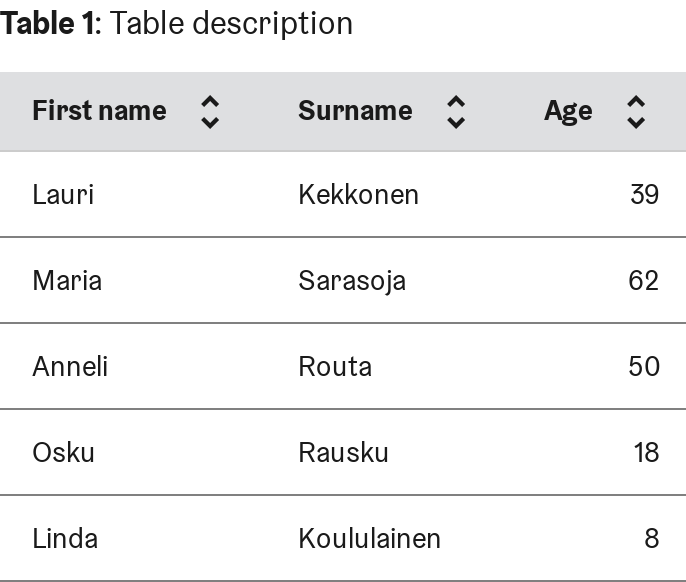 Table 1: Table description
First name Surname Age
Lauri Kekkonen 39
Maria Sarasoja 62
Anneli Routa 50
Osku Rausku 18
Linda Koululainen 8